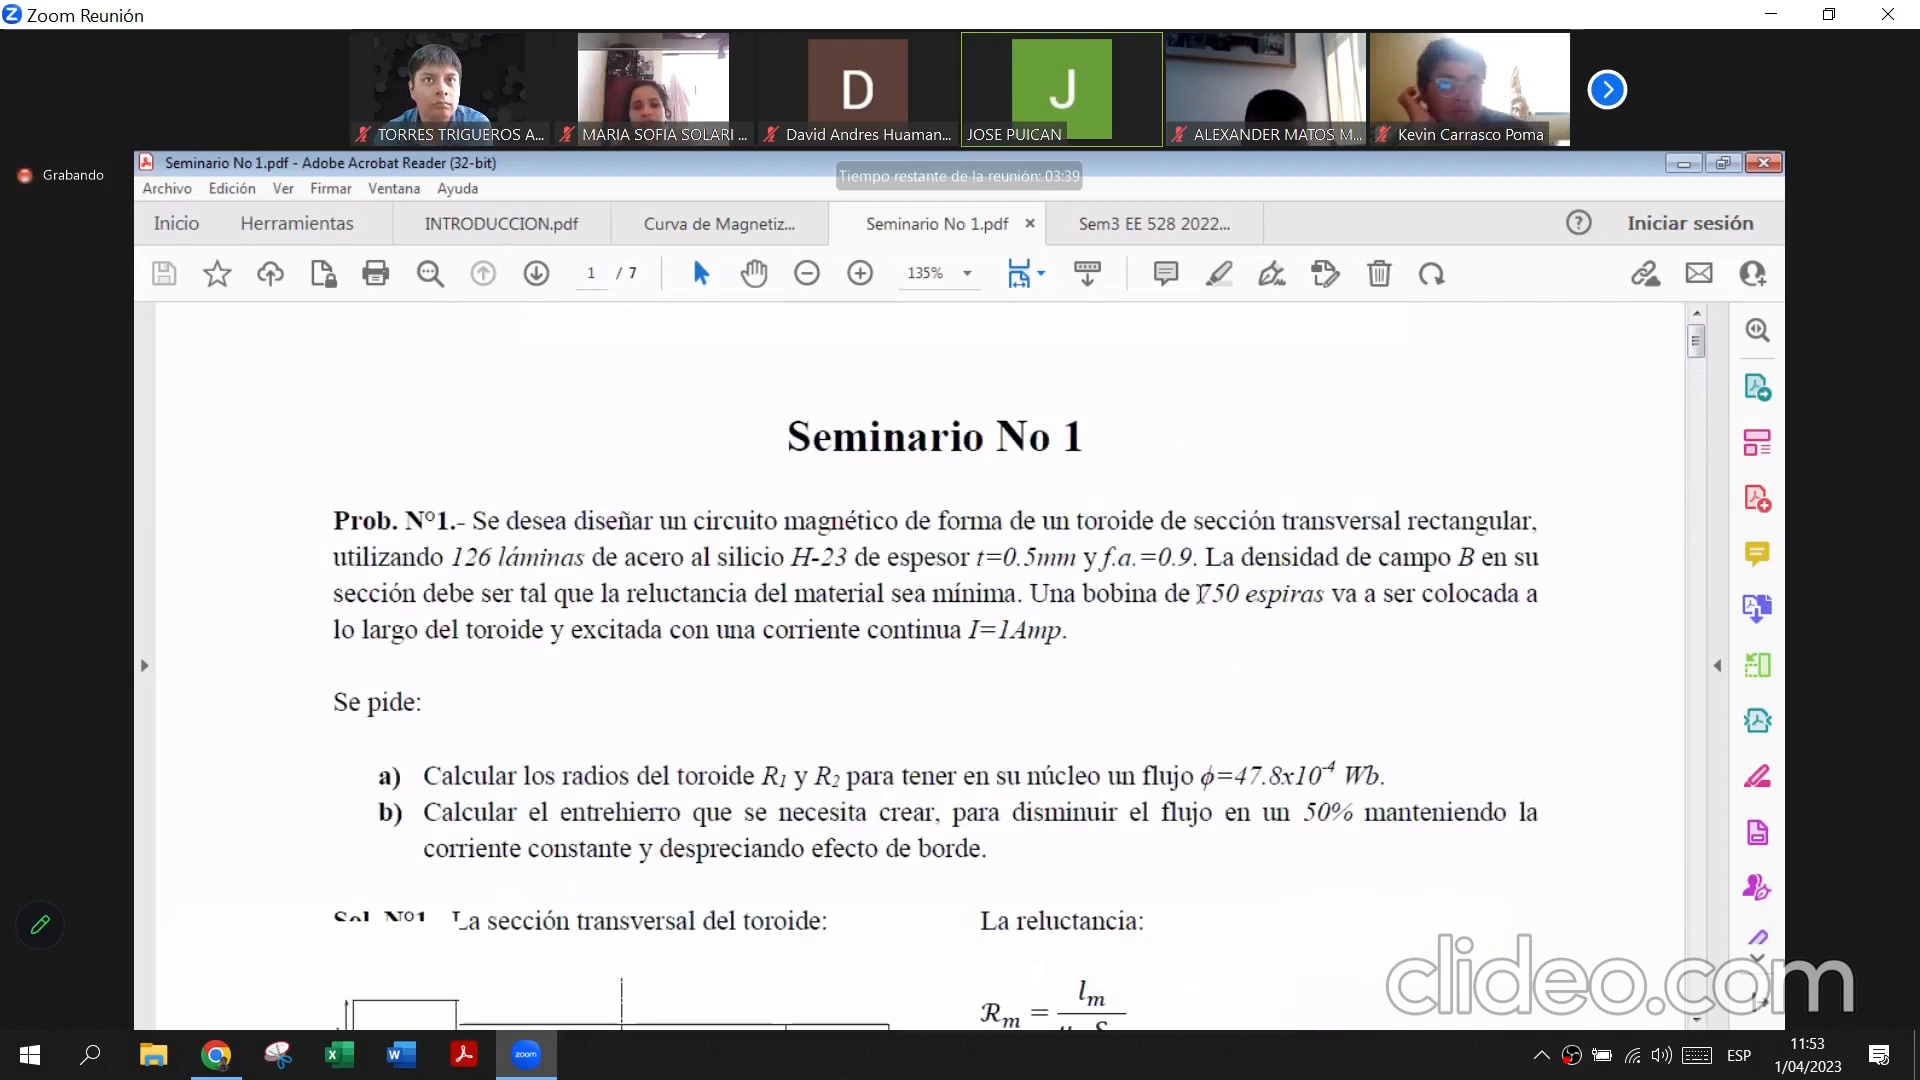 Zoom Reunión
TORRES TRIGUEROS A...
MARIA SOFIA SOLARI ...
D
David Andres Huaman...
J
JOSE PUICAN
ALEXANDER MATOS M...
Kevin Carrasco Poma
Grabando
Seminario No 1.pdf - Adobe Acrobat Reader (32-bit)
Tiempo restante de la reunión: 03:39
Archivo Edición Ver Firmar Ventana Ayuda
Inicio Herramientas INTRODUCCION.pdf Curva de Magnetiz... Seminario No 1.pdf × Sem3 EE 528 2022... Iniciar sesión
1 / 7 135%
Seminario No 1
Prob. N°1.- Se desea diseñar un circuito magnético de forma de un toroide de sección transversal rectangular,
utilizando 126 láminas de acero al silicio H-23 de espesor t=0.5mm y f.a.=0.9. La densidad de campo B en su
sección debe ser tal que la reluctancia del material sea mínima. Una bobina de 750 espiras va a ser colocada a
lo largo del toroide y excitada con una corriente continua I=1Amp.
Se pide:
a) Calcular los radios del toroide R1 y R2 para tener en su núcleo un flujo ϕ=47.8x10⁻⁴ Wb.
b) Calcular el entrehierro que se necesita crear, para disminuir el flujo en un 50% manteniendo la
corriente constante y despreciando efecto de borde.
Sol. N°1 La sección transversal del toroide: La reluctancia:
ℛm = lm
clideo.com
zoom
ESP
11:53
1/04/2023